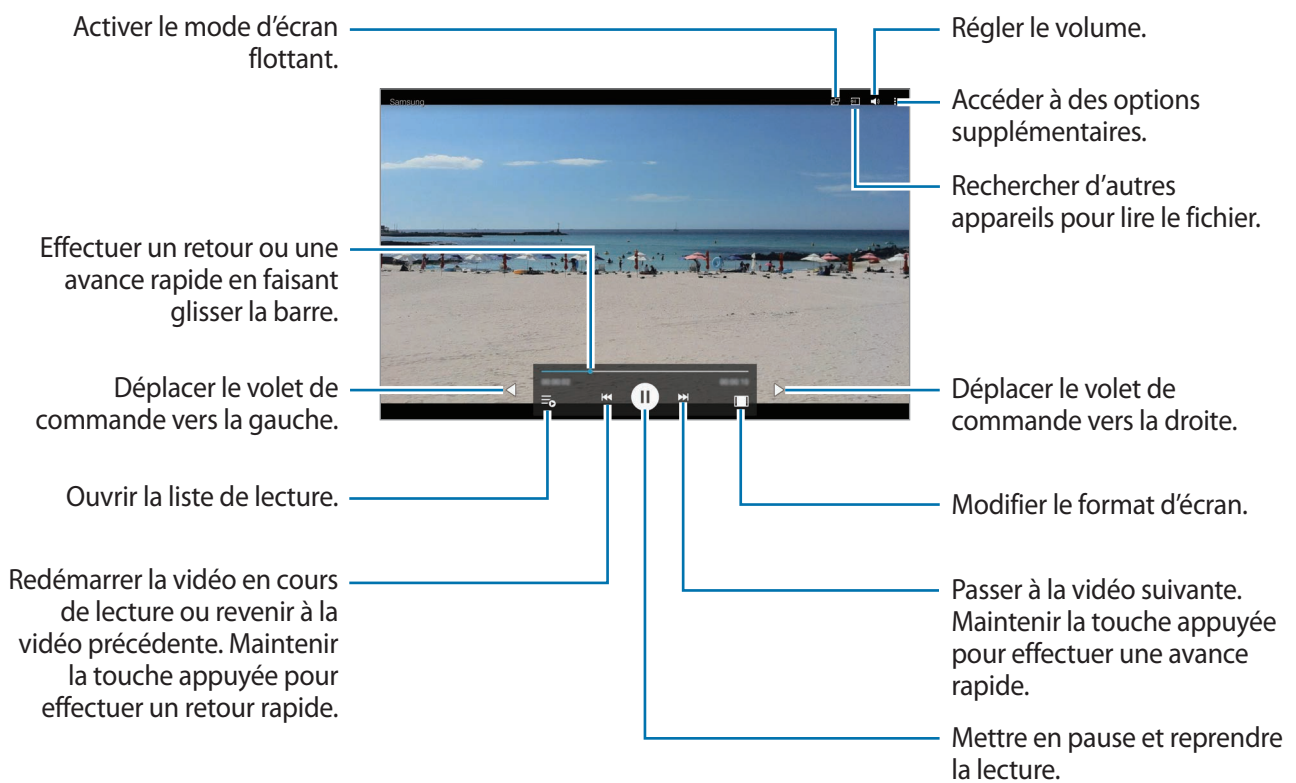 Activer le mode d’écran
flottant.
Régler le volume.
Accéder à des options
supplémentaires.
Rechercher d’autres
appareils pour lire le fichier.
Samsung
Effectuer un retour ou une
avance rapide en faisant
glisser la barre.
Déplacer le volet de
commande vers la gauche.
Déplacer le volet de
commande vers la droite.
Ouvrir la liste de lecture.
Modifier le format d’écran.
Redémarrer la vidéo en cours
de lecture ou revenir à la
vidéo précédente. Maintenir
la touche appuyée pour
effectuer un retour rapide.
Passer à la vidéo suivante.
Maintenir la touche appuyée
pour effectuer une avance
rapide.
Mettre en pause et reprendre
la lecture.